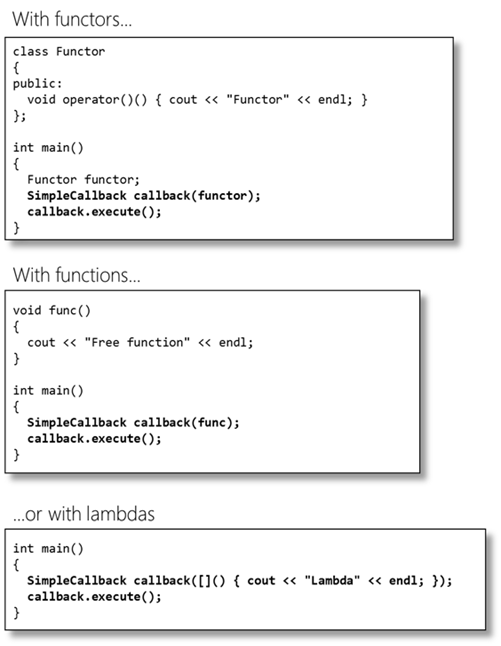 With functors...
class Functor
{
public:
  void operator()() { cout << "Functor" << endl; }
};

int main()
{
  Functor functor;
  SimpleCallback callback(functor);
  callback.execute();
}
With functions...
void func()
{
  cout << "Free function" << endl;
}

int main()
{
  SimpleCallback callback(func);
  callback.execute();
}
...or with lambdas
int main()
{
  SimpleCallback callback([]() { cout << "Lambda" << endl; });
  callback.execute();
}